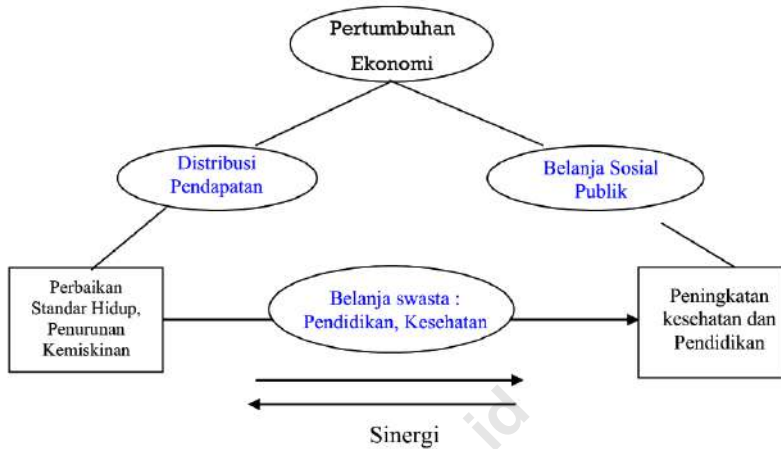 Pertumbuhan
Ekonomi
Distribusi
Pendapatan
Belanja Sosial
Publik
Perbaikan
Standar Hidup,
Penurunan
Kemiskinan
Belanja swasta :
Pendidikan, Kesehatan
Peningkatan
kesehatan dan
Pendidikan
Sinergi
id